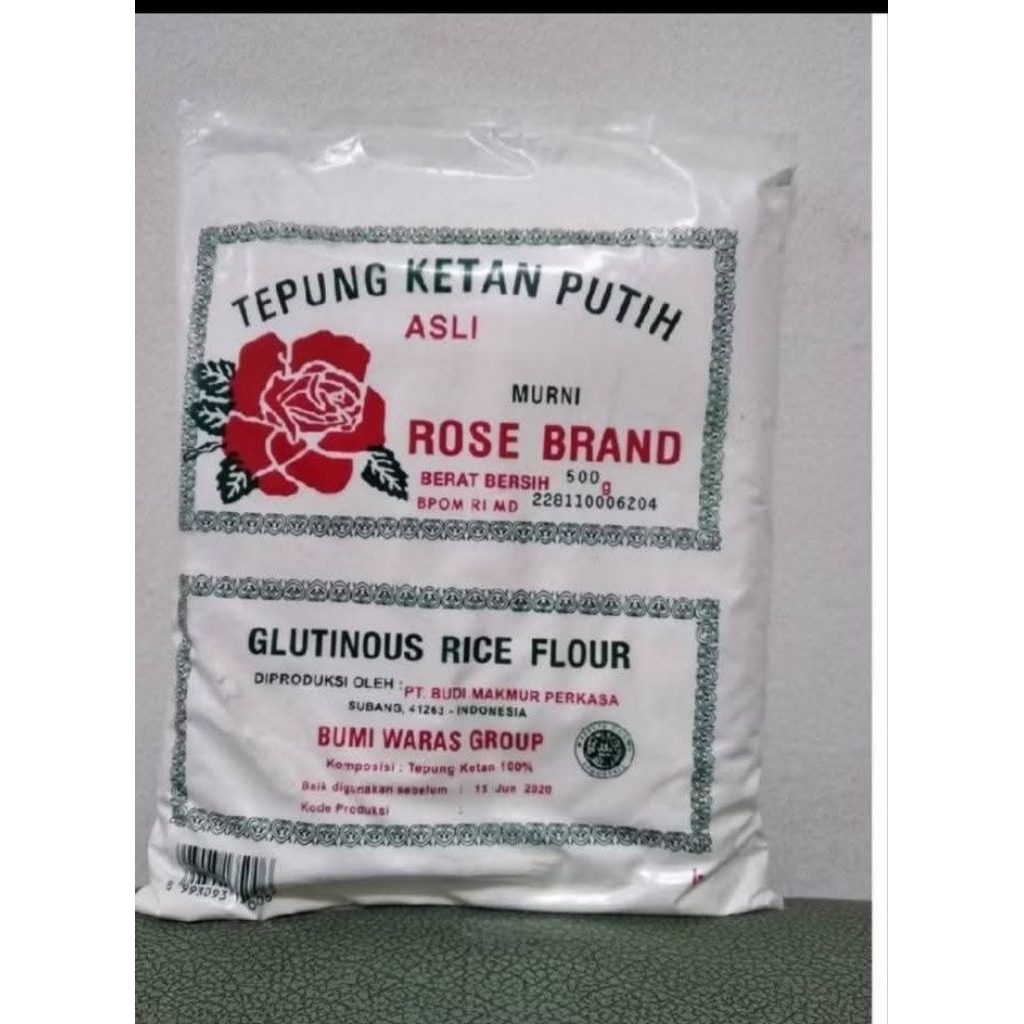 TEPUNG KETAN PUTIH
ASLI
MURNI
ROSE BRAND
BERAT BERSIH 500g
BPOM RI MD 228110006204
GLUTINOUS RICE FLOUR
DIPRODUKSI OLEH : PT. BUDI MAKMUR PERKASA
SUBANG, 41263 - INDONESIA
BUMI WARAS GROUP
Komposisi : Tepung Ketan 100%
Baik digunakan sebelum : 15 Jun 2020
Kode Produksi :
8 993093